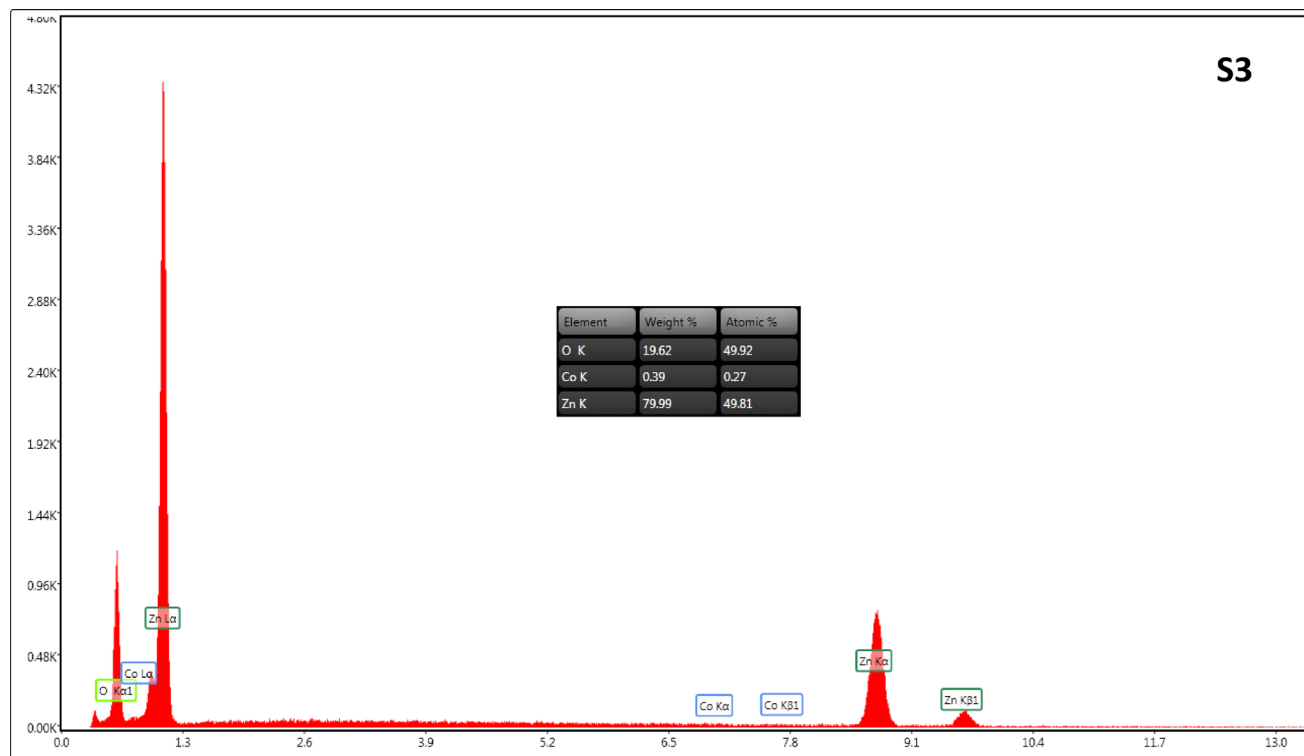 4.80K
S3
4.32K
3.84K
3.36K
2.88K
Element Weight % Atomic %
O K 19.62 49.92
2.40K
Co K 0.39 0.27
Zn K 79.99 49.81
1.92K
1.44K
0.96K
Zn Lα
0.48K
Zn Kα
Co Lα
O Kα1
Zn Kβ1
Co Kα
Co Kβ1
0.00K
0.0 1.3 2.6 3.9 5.2 6.5 7.8 9.1 10.4 11.7 13.0